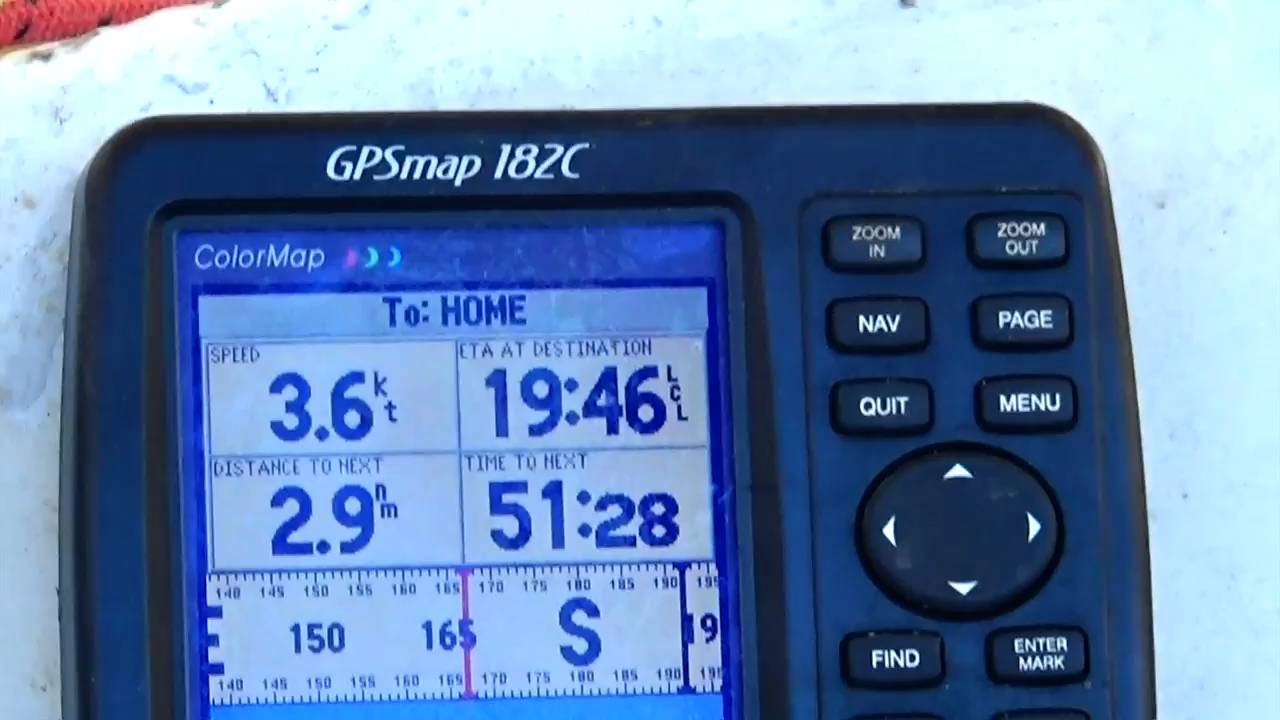 GPSmap 182C
ColorMap
To: HOME
SPEED
3.6 kt
ETA AT DESTINATION
19:46 LCL
DISTANCE TO NEXT
2.9 nm
TIME TO NEXT
51:28
140 145 150 155 160 165 170 175 180 185 190 195
E 150 165 S 19
140 145 150 155 160 165 170 175 180 185 190 195
ZOOM IN
ZOOM OUT
NAV
PAGE
QUIT
MENU
FIND
ENTER MARK